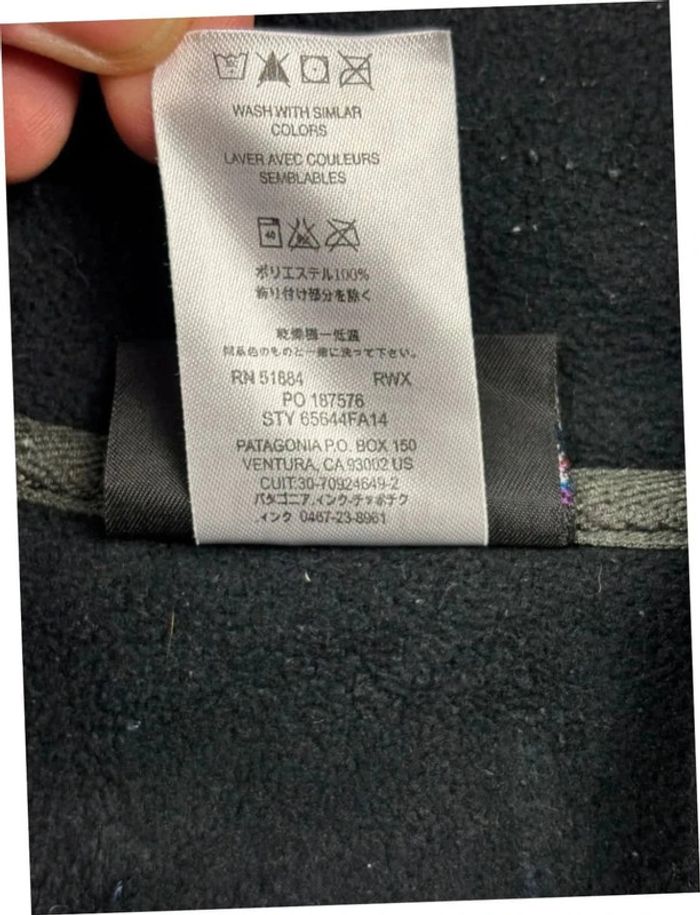 WASH WITH SIMLAR
COLORS
LAVER AVEC COULEURS
SEMBLABLES
40
ポリエステル100%
飾り付け部分を除く
乾燥機一低温
同系色のものと一緒に洗って下さい。
RN 51884 RWX
PO 187576
STY 65644FA14
PATAGONIA P.O. BOX 150
VENTURA, CA 93002 US
CUIT:30-70924649-2
パタゴニア.インク・チャポチク
.インク 0467-23-8961